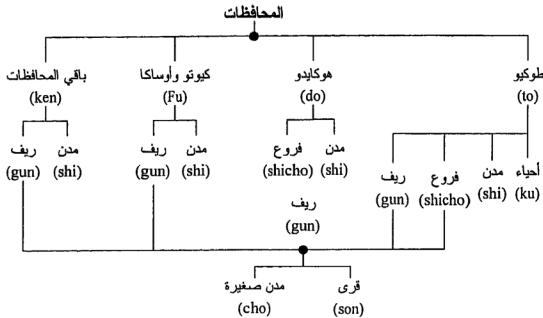 المحافظات
طوكيو
(to)
هوكايدو
(do)
كيوتو وأوساكا
(Fu)
باقي المحافظات
(ken)
أحياء
(ku)
مدن
(shi)
فروع
(shicho)
ريف
(gun)
مدن
(shi)
فروع
(shicho)
ريف
(gun)
مدن
(shi)
ريف
(gun)
مدن
(shi)
ريف
(gun)
قرى
(son)
مدن صغيرة
(cho)